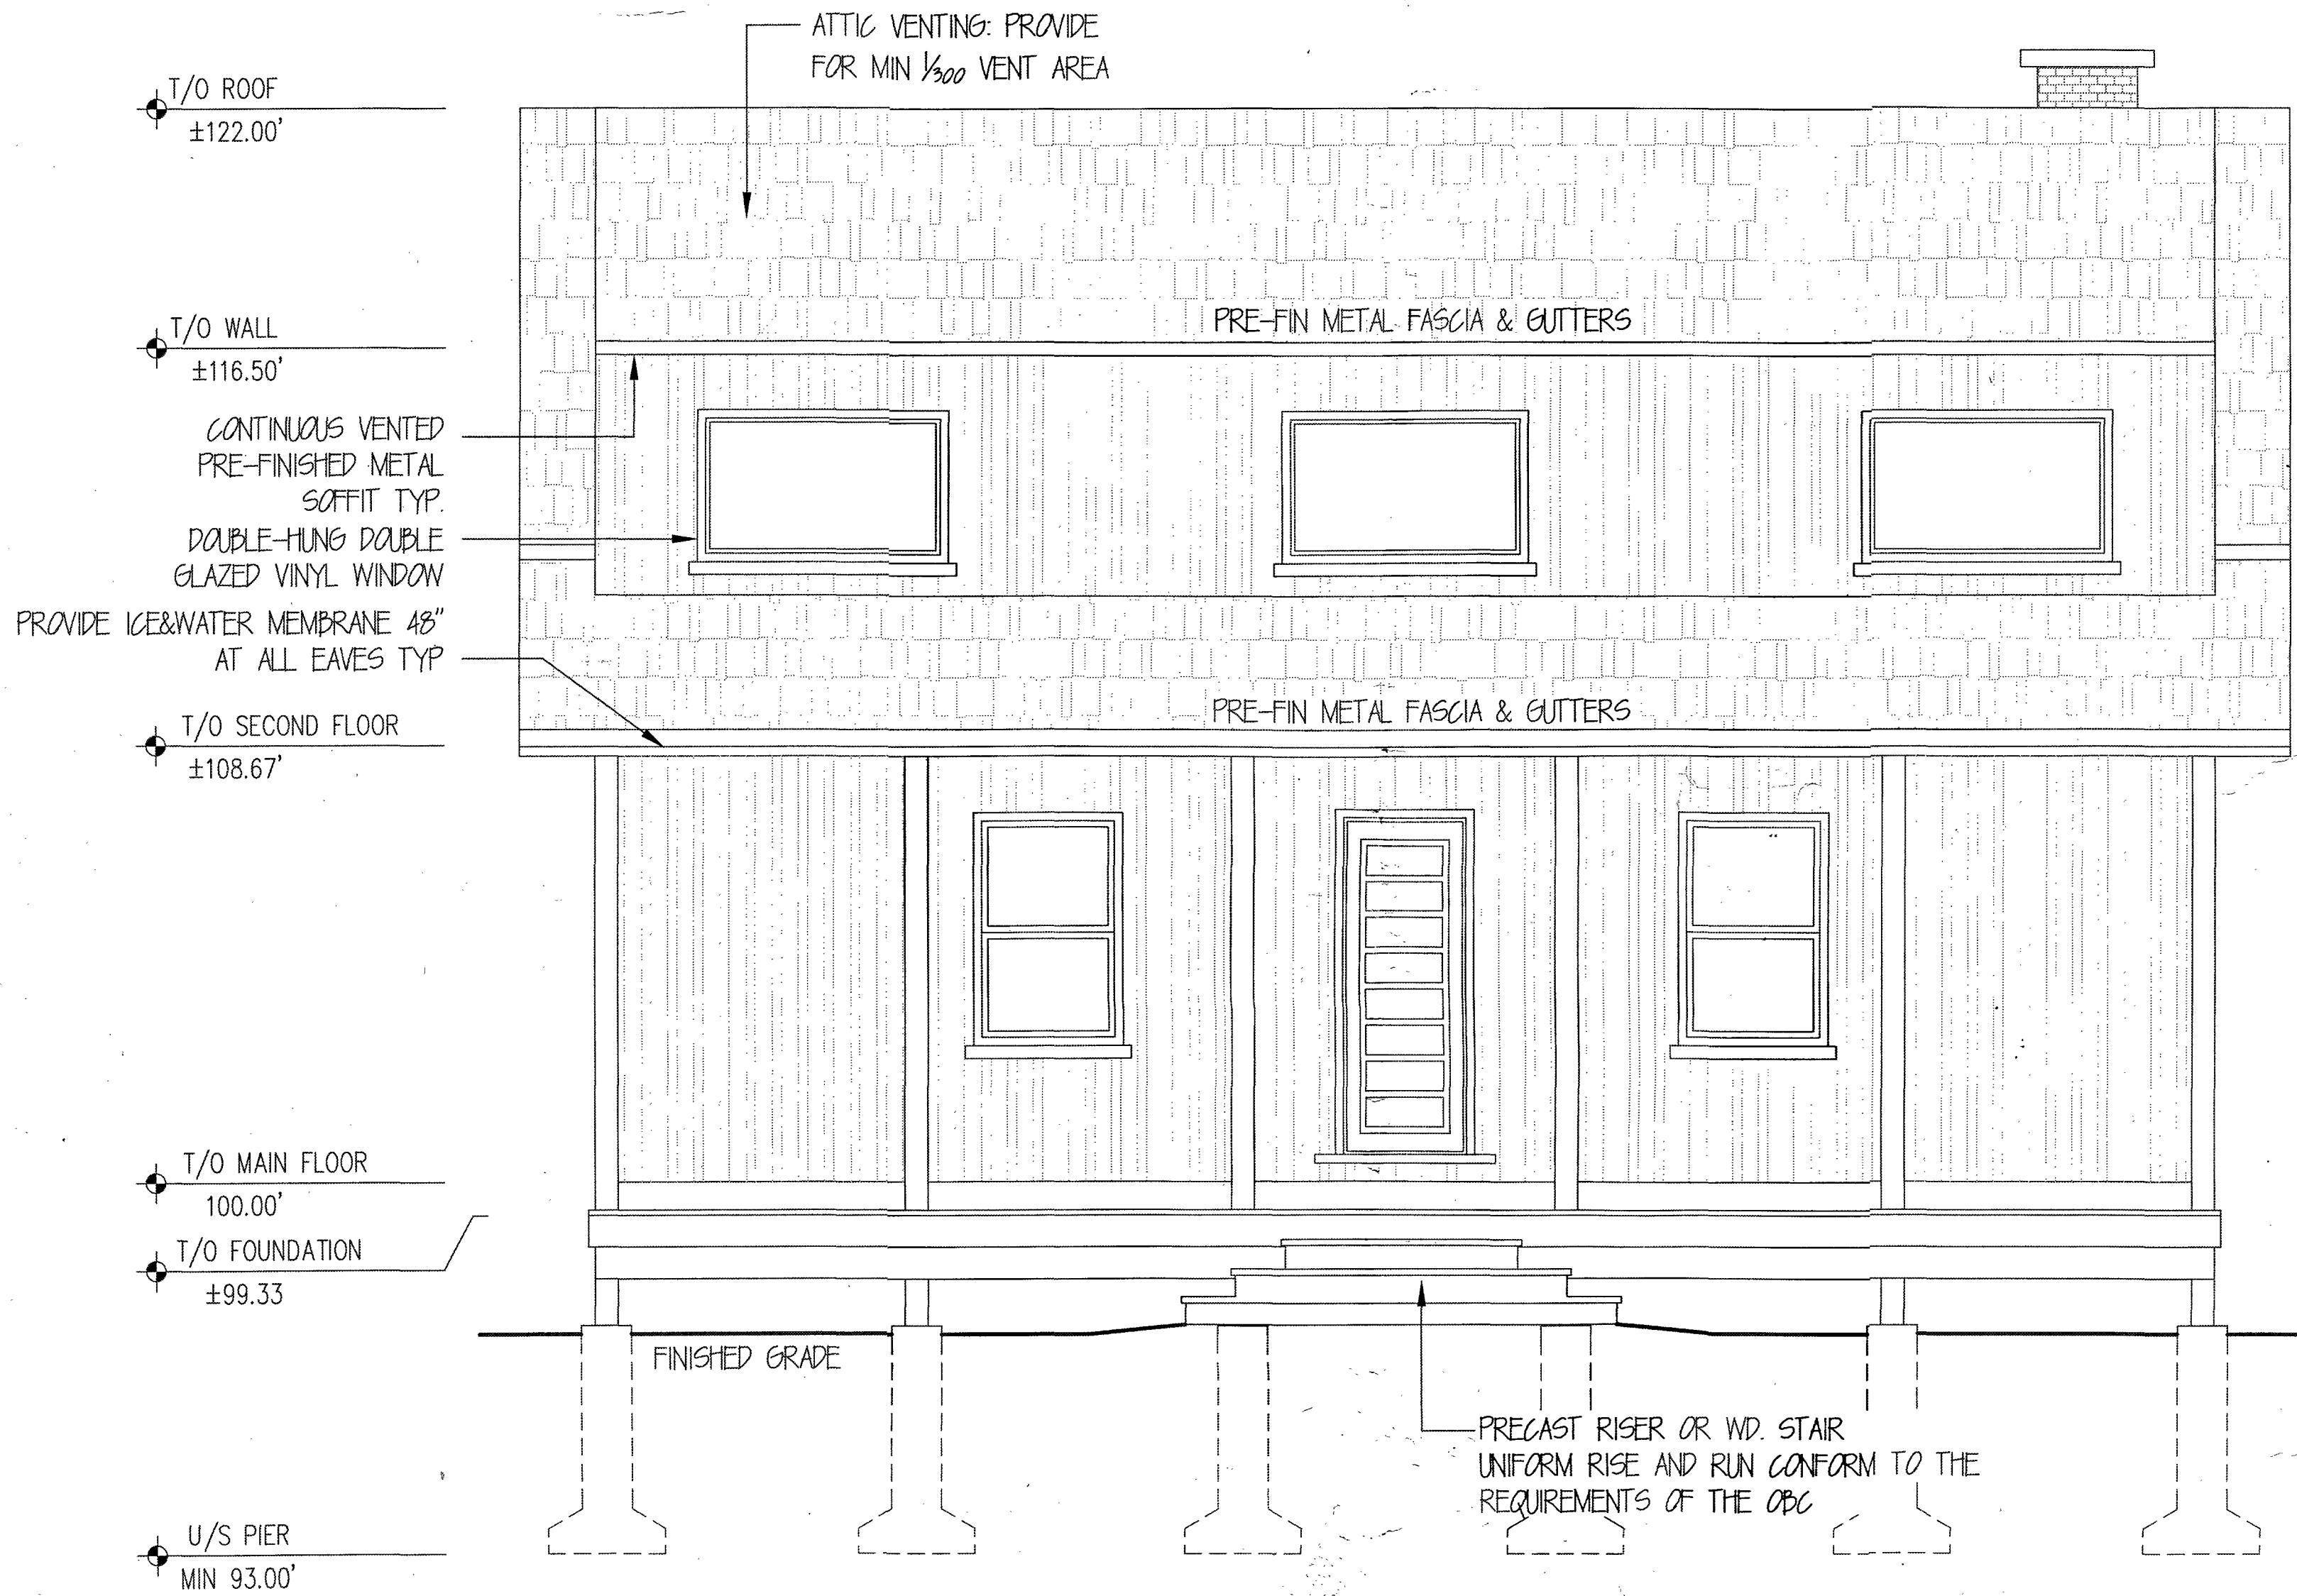 ATTIC VENTING: PROVIDE
FOR MIN 1/300 VENT AREA
T/O ROOF
±122.00'
PRE-FIN METAL FASCIA & GUTTERS
T/O WALL
±116.50'
CONTINUOUS VENTED
PRE-FINISHED METAL
SOFFIT TYP.
DOUBLE-HUNG DOUBLE
GLAZED VINYL WINDOW
PROVIDE ICE&WATER MEMBRANE 48"
AT ALL EAVES TYP
PRE-FIN METAL FASCIA & GUTTERS
T/O SECOND FLOOR
±108.67'
T/O MAIN FLOOR
100.00'
T/O FOUNDATION
±99.33
FINISHED GRADE
PRECAST RISER OR WD. STAIR
UNIFORM RISE AND RUN CONFORM TO THE
REQUIREMENTS OF THE OBC
U/S PIER
MIN 93.00'